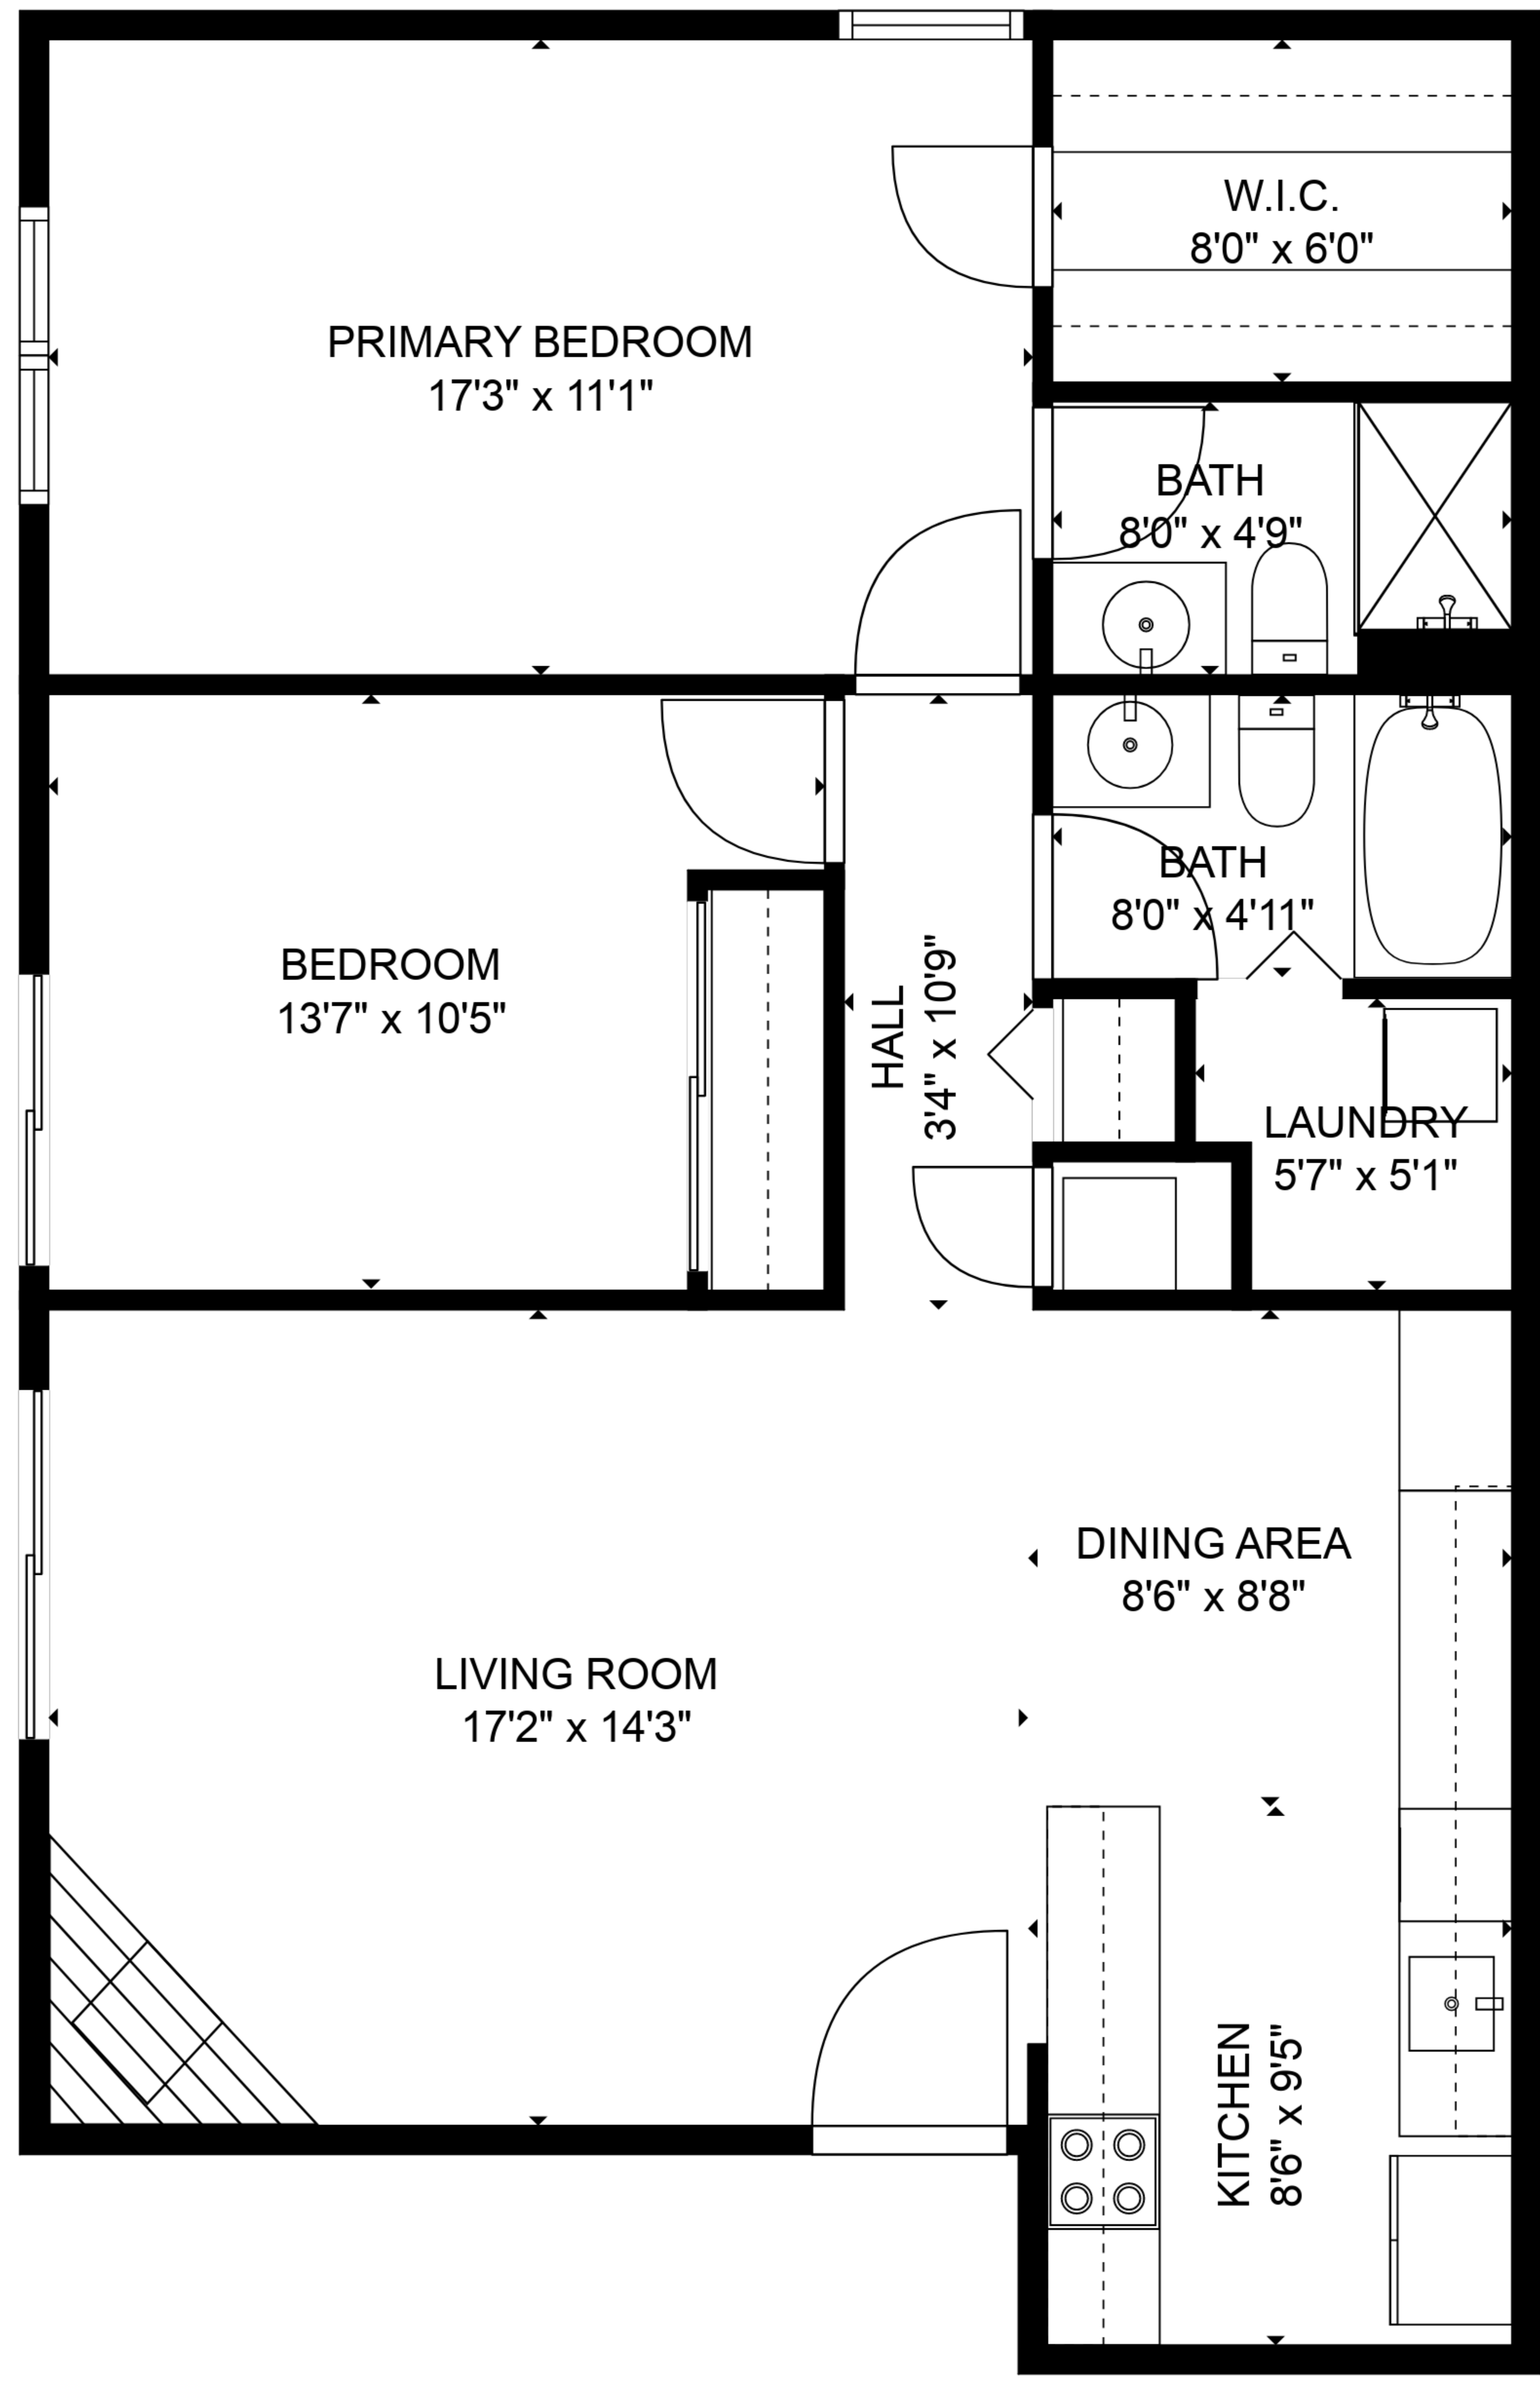 W.I.C.
8'0" x 6'0"
PRIMARY BEDROOM
17'3" x 11'1"
BATH
8'0" x 4'9"
BATH
8'0" x 4'11"
BEDROOM
13'7" x 10'5"
HALL
3'4" x 10'9"
LAUNDRY
5'7" x 5'1"
DINING AREA
8'6" x 8'8"
LIVING ROOM
17'2" x 14'3"
KITCHEN
8'6" x 9'5"